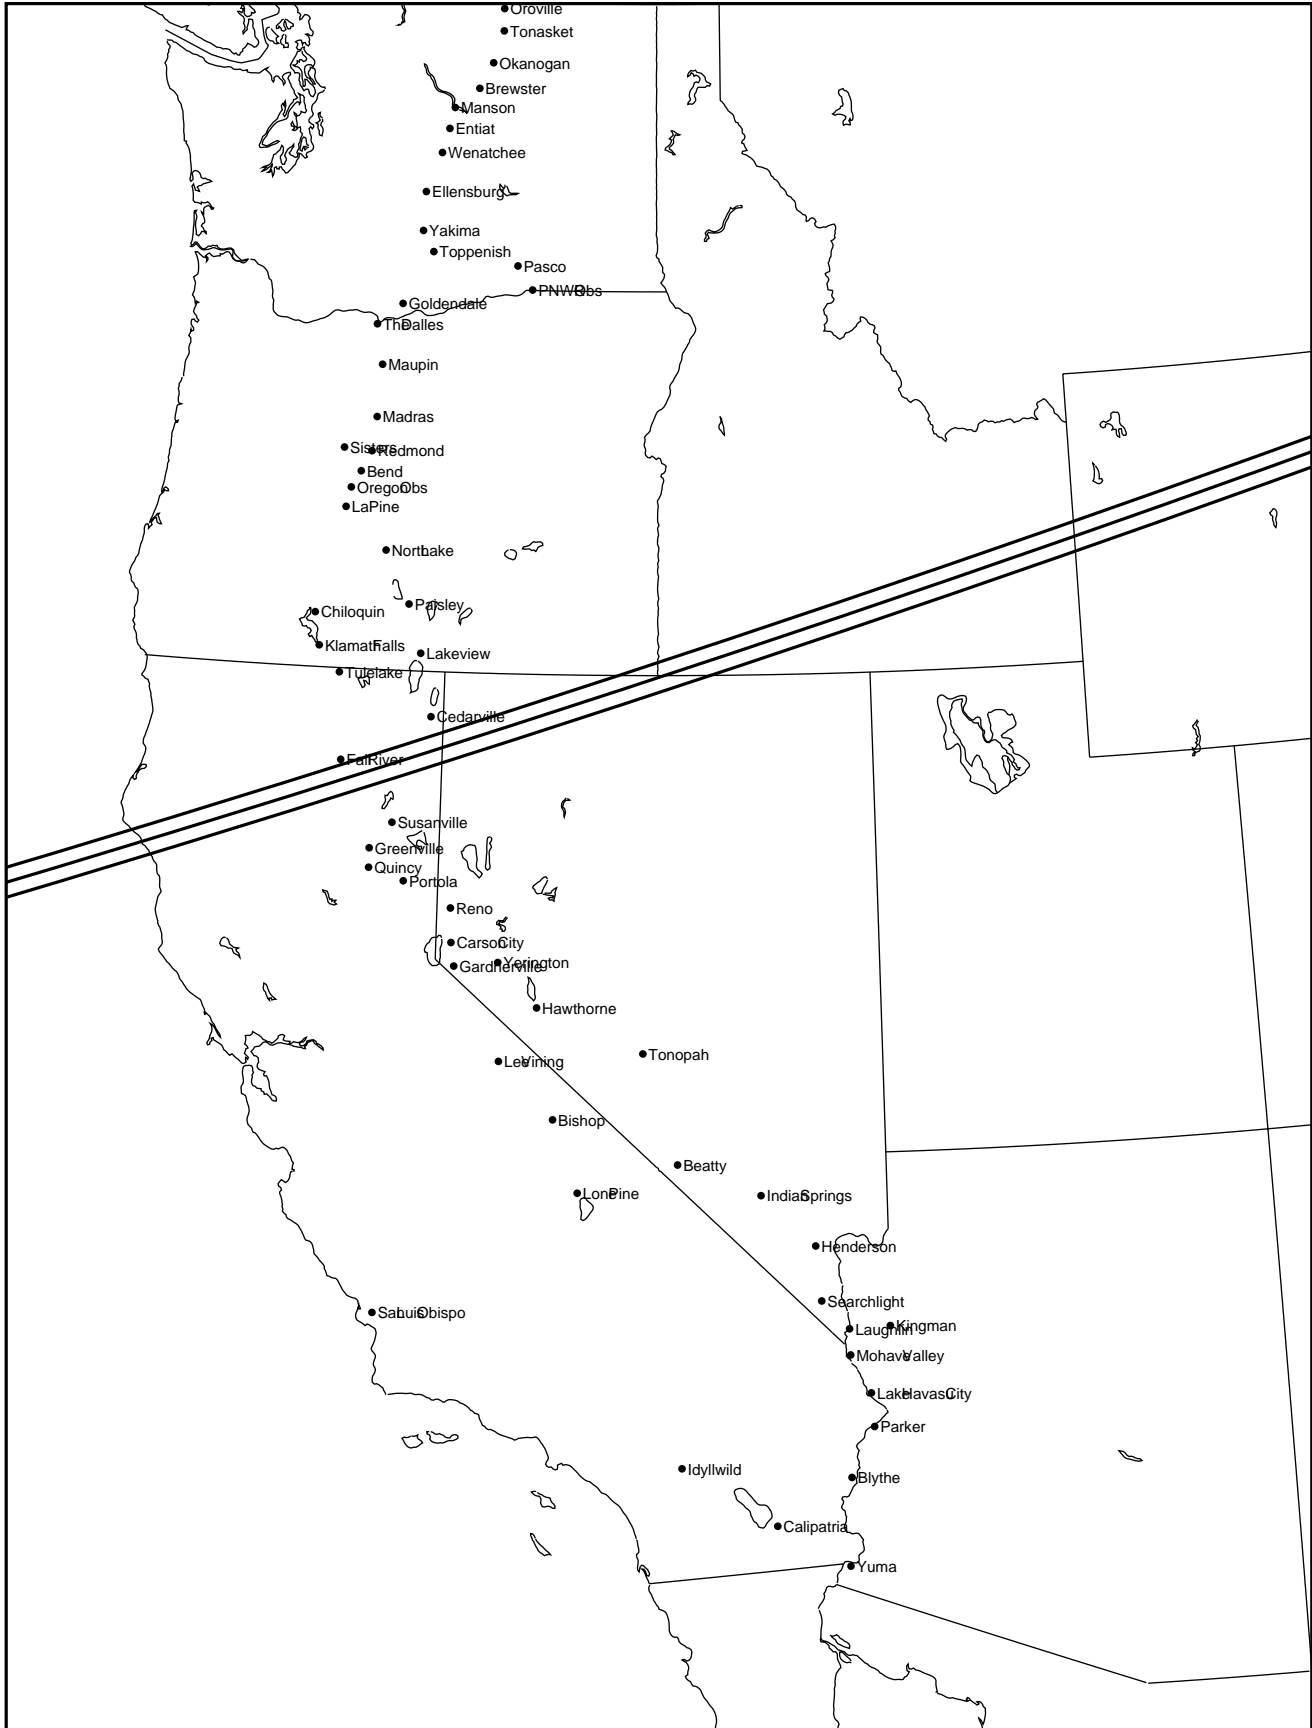 Oroville
Tonasket
Okanogan
Brewster
Manson
Entiat
Wenatchee
Ellensburg
Yakima
Toppenish
Pasco
PNWRObs
Goldendale
TheDalles
Maupin
Madras
Sisters
Redmond
Bend
OregonObs
LaPine
NorthLake
Paisley
Chiloquin
KlamathFalls
Lakeview
Tulelake
Cedarville
FallRiver
Susanville
Greenville
Quincy
Portola
Reno
CarsonCity
Yerington
Gardnerville
Hawthorne
Tonopah
LeeVining
Bishop
Beatty
LonePine
IndianSprings
Henderson
Searchlight
SanLuisObispo
Kingman
Laughlin
MohaveValley
LakeHavasuCity
Parker
Idyllwild
Blythe
Calipatria
Yuma